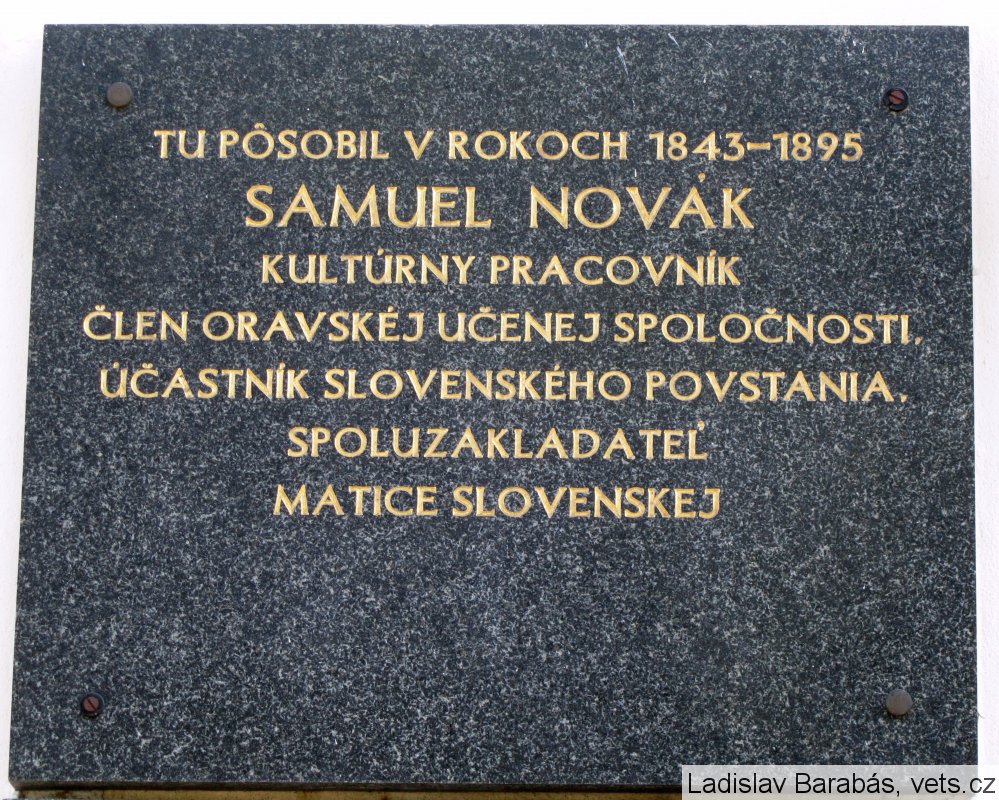 TU PÔSOBIL V ROKOCH 1843-1895
SAMUEL NOVÁK
KULTÚRNY PRACOVNÍK
ČLEN ORAVSKÉJ UČENEJ SPOLOČNOSTI,
ÚČASTNÍK SLOVENSKÉHO POVSTANIA,
SPOLUZAKLADATEĽ
MATICE SLOVENSKEJ
Ladislav Barabás, vets.cz